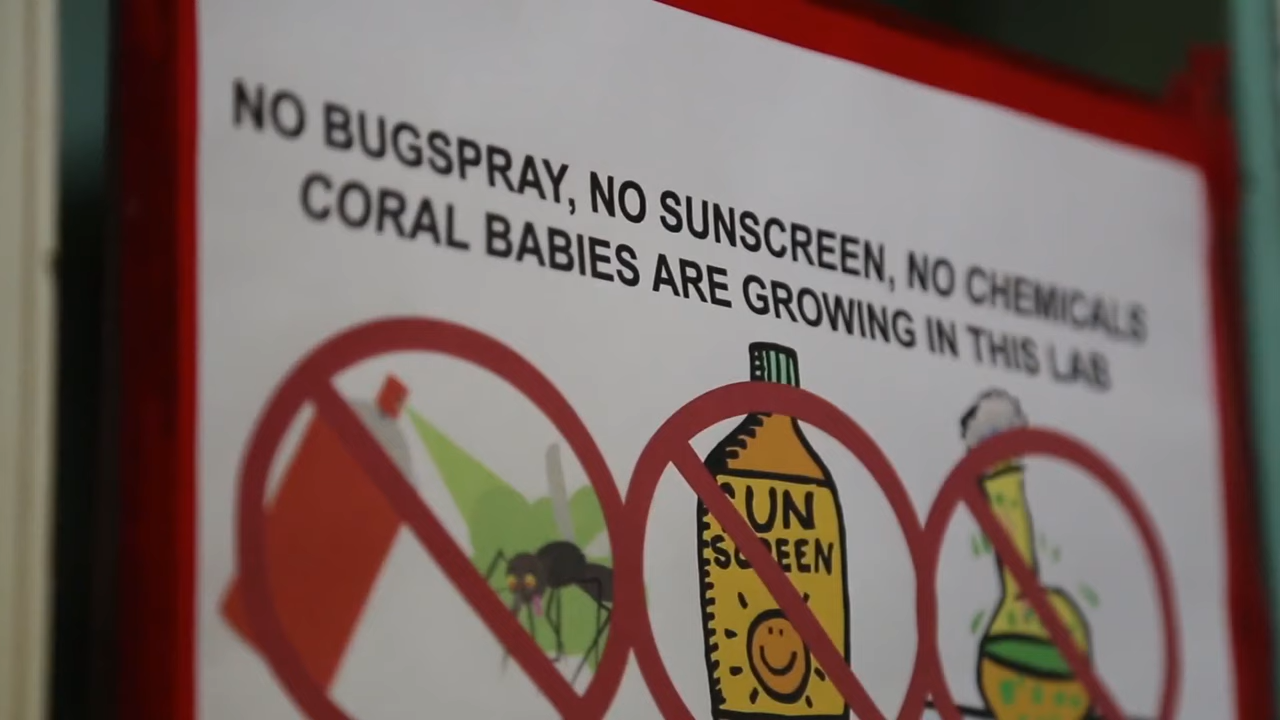 NO BUGSPRAY, NO SUNSCREEN, NO CHEMICALS
CORAL BABIES ARE GROWING IN THIS LAB
SUN
SCREEN